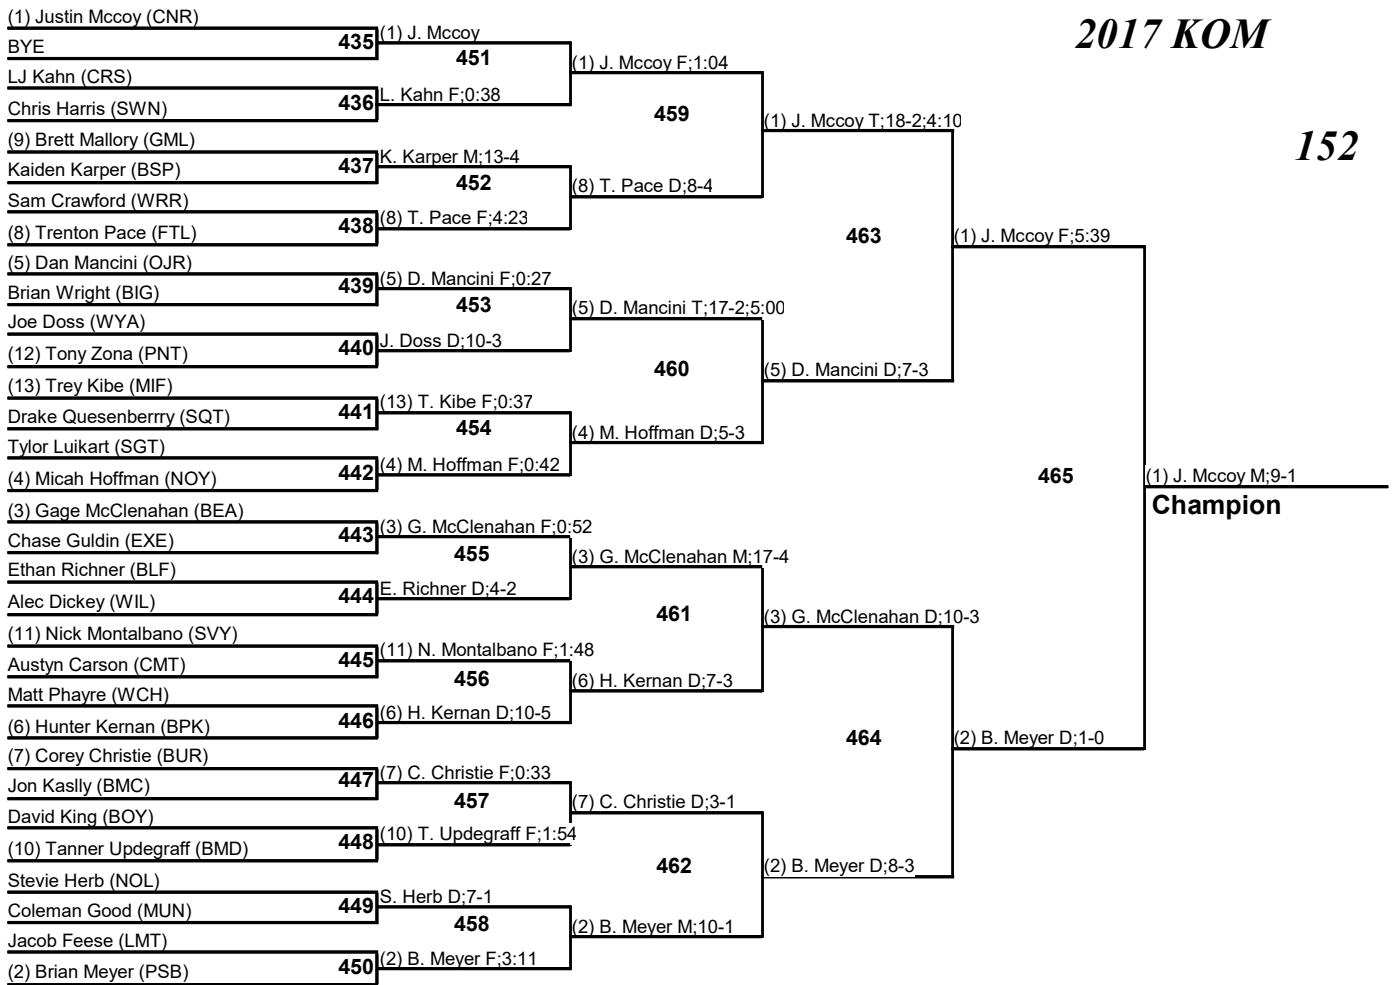 2017 KOM
152
(1) Justin Mccoy (CNR)
BYE
LJ Kahn (CRS)
Chris Harris (SWN)
(9) Brett Mallory (GML)
Kaiden Karper (BSP)
Sam Crawford (WRR)
(8) Trenton Pace (FTL)
(5) Dan Mancini (OJR)
Brian Wright (BIG)
Joe Doss (WYA)
(12) Tony Zona (PNT)
(13) Trey Kibe (MIF)
Drake Quesenberrry (SQT)
Tylor Luikart (SGT)
(4) Micah Hoffman (NOY)
(3) Gage McClenahan (BEA)
Chase Guldin (EXE)
Ethan Richner (BLF)
Alec Dickey (WIL)
(11) Nick Montalbano (SVY)
Austyn Carson (CMT)
Matt Phayre (WCH)
(6) Hunter Kernan (BPK)
(7) Corey Christie (BUR)
Jon Kaslly (BMC)
David King (BOY)
(10) Tanner Updegraff (BMD)
Stevie Herb (NOL)
Coleman Good (MUN)
Jacob Feese (LMT)
(2) Brian Meyer (PSB)
435
436
437
438
439
440
441
442
443
444
445
446
447
448
449
450
(1) J. Mccoy
451
L. Kahn F;0:38
K. Karper M;13-4
452
(8) T. Pace F;4:23
(5) D. Mancini F;0:27
453
J. Doss D;10-3
(13) T. Kibe F;0:37
454
(4) M. Hoffman F;0:42
(3) G. McClenahan F;0:52
455
E. Richner D;4-2
(11) N. Montalbano F;1:48
456
(6) H. Kernan D;10-5
(7) C. Christie F;0:33
457
(10) T. Updegraff F;1:54
S. Herb D;7-1
458
(2) B. Meyer F;3:11
(1) J. Mccoy F;1:04
459
(8) T. Pace D;8-4
(5) D. Mancini T;17-2;5:00
460
(4) M. Hoffman D;5-3
(3) G. McClenahan M;17-4
461
(6) H. Kernan D;7-3
(7) C. Christie D;3-1
462
(2) B. Meyer M;10-1
(1) J. Mccoy T;18-2;4:10
463
(5) D. Mancini D;7-3
(3) G. McClenahan D;10-3
464
(2) B. Meyer D;8-3
(1) J. Mccoy F;5:39
465
(2) B. Meyer D;1-0
(1) J. Mccoy M;9-1
Champion